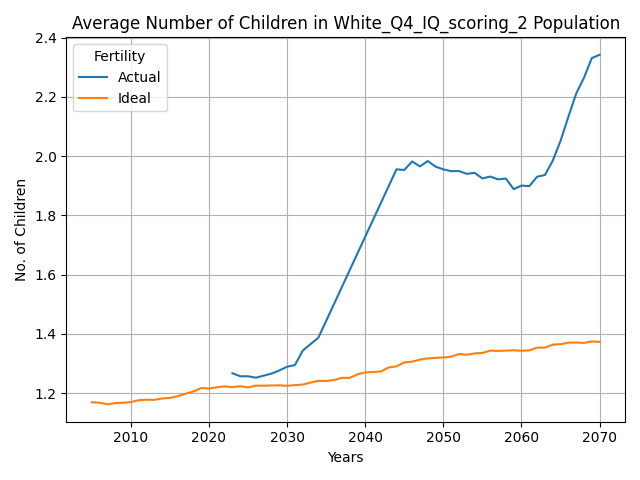 Average Number of Children in White_Q4_IQ_scoring_2 Population
Fertility
Actual
Ideal
No. of Children
2.4
2.2
2.0
1.8
1.6
1.4
1.2
2010 2020 2030 2040 2050 2060 2070
Years